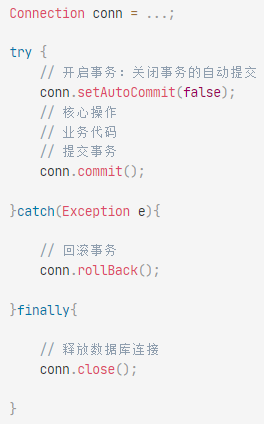 Connection conn = ...;
try {
// 开启事务：关闭事务的自动提交
conn.setAutoCommit(false);
// 核心操作
// 业务代码
// 提交事务
conn.commit();
}catch(Exception e){
// 回滚事务
conn.rollBack();
}finally{
// 释放数据库连接
conn.close();
}